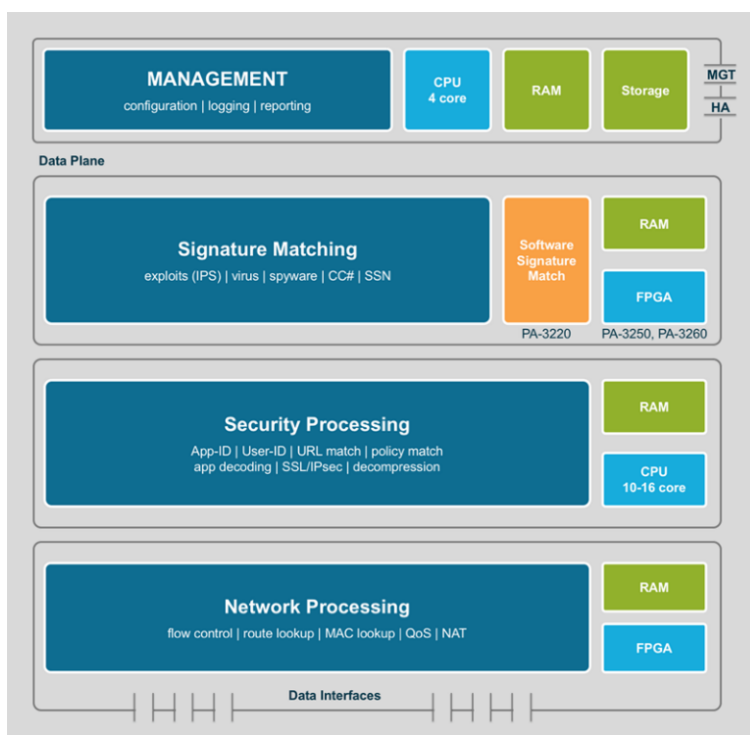 MANAGEMENT
configuration | logging | reporting
CPU
4 core
RAM
Storage
MGT
HA
Data Plane
Signature Matching
exploits (IPS) | virus | spyware | CC# | SSN
Software
Signature
Match
RAM
FPGA
PA-3220
PA-3250, PA-3260
Security Processing
App-ID | User-ID | URL match | policy match
app decoding | SSL/IPsec | decompression
RAM
CPU
10-16 core
Network Processing
flow control | route lookup | MAC lookup | QoS | NAT
RAM
FPGA
Data Interfaces